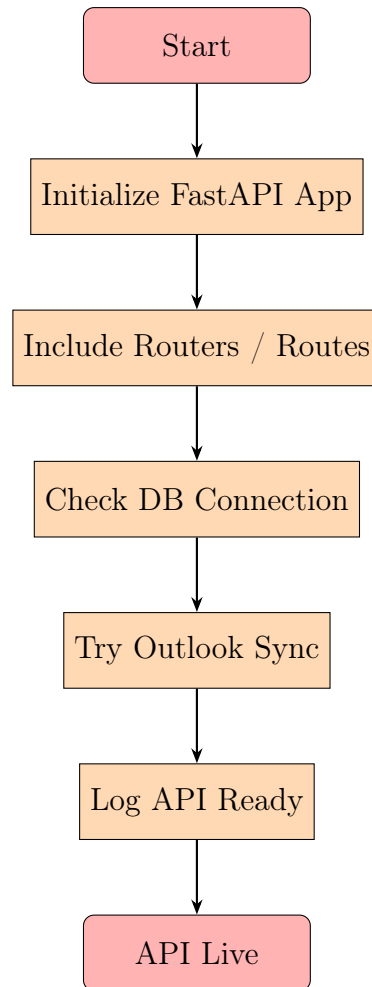 Start
Initialize FastAPI App
Include Routers / Routes
Check DB Connection
Try Outlook Sync
Log API Ready
API Live